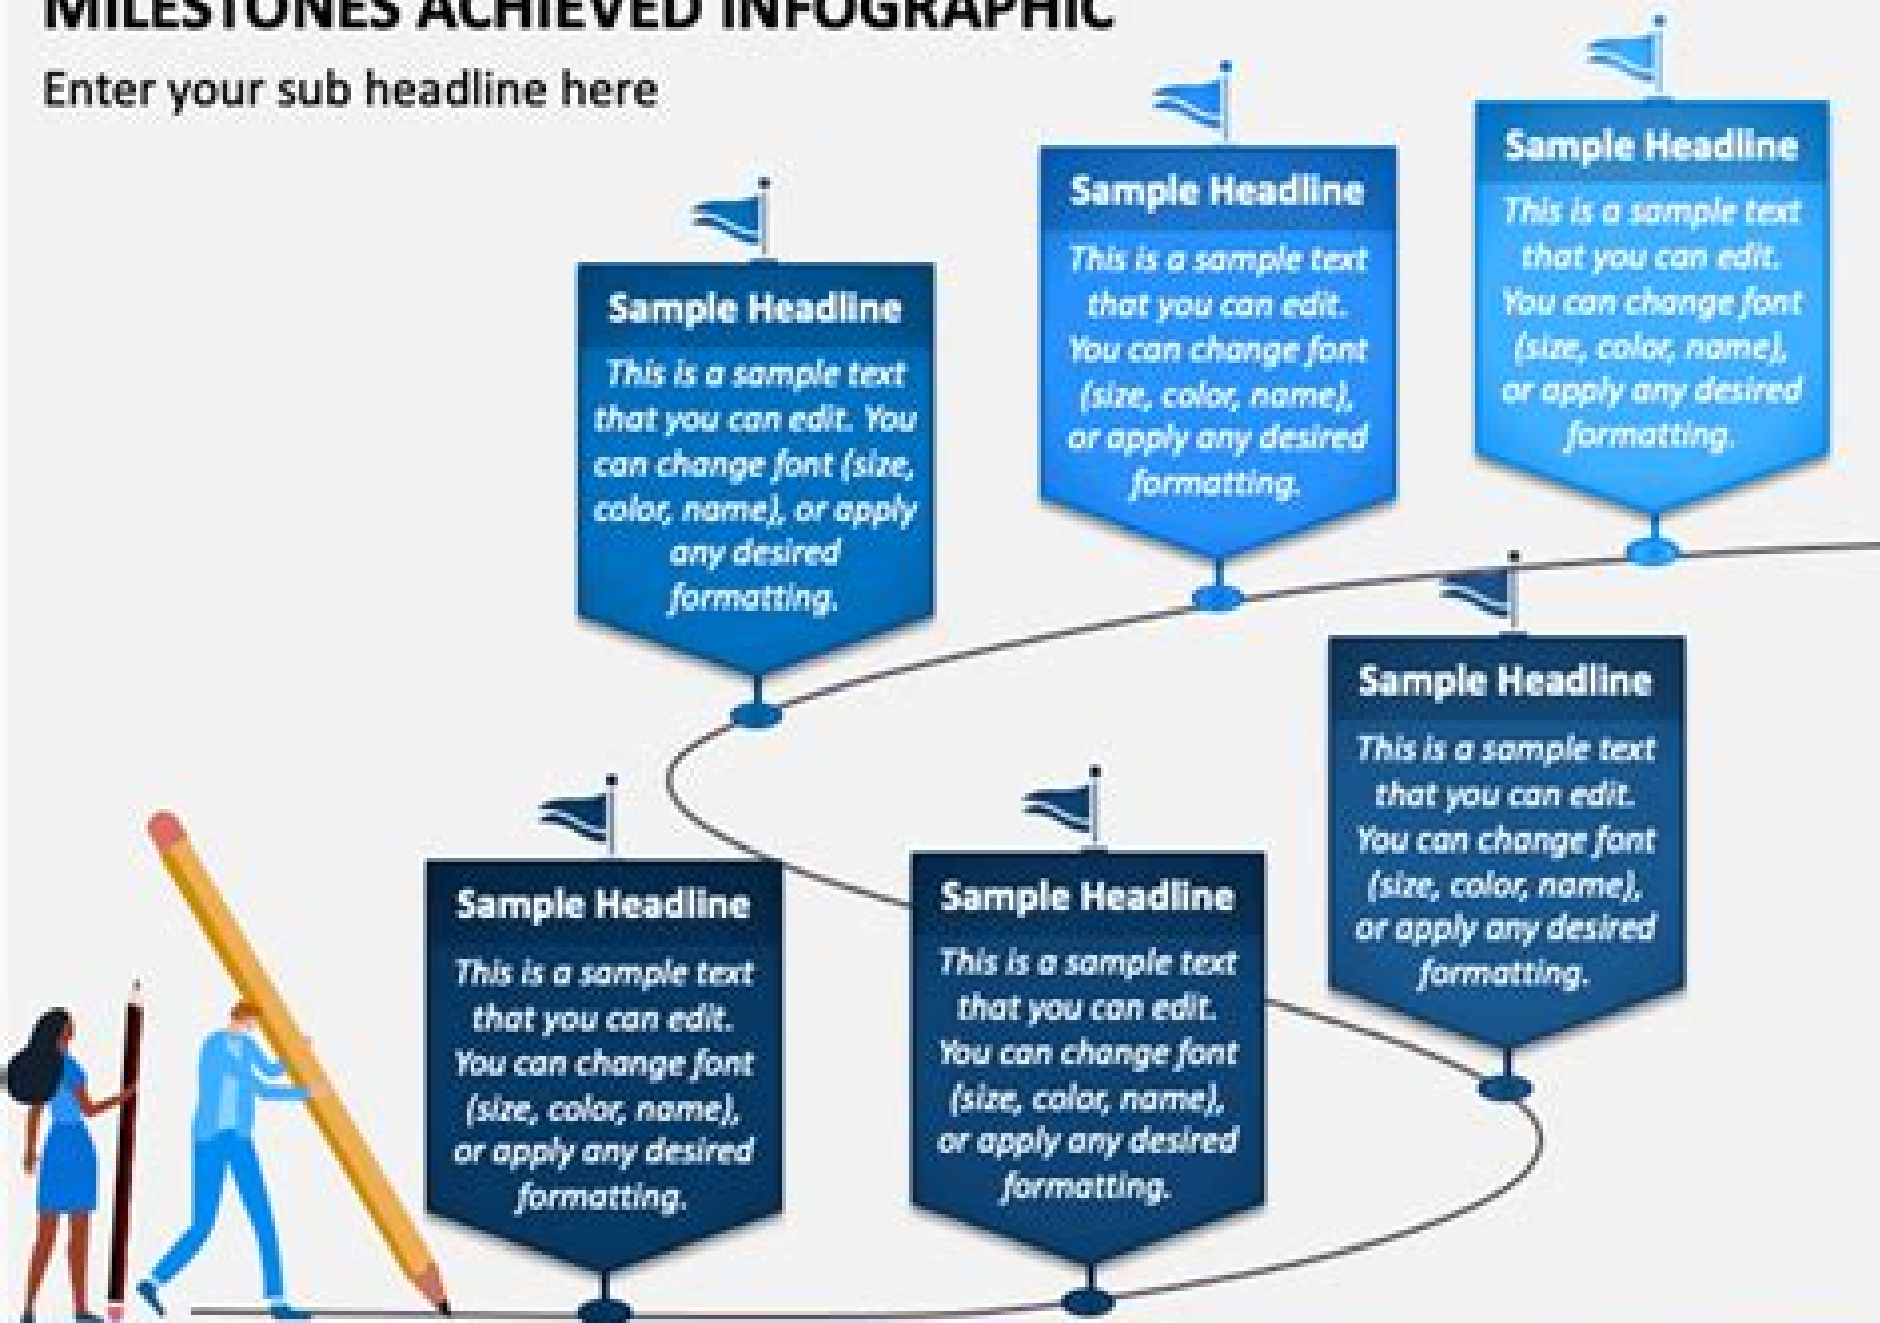 MILESTONES ACHIEVED INFOGRAPHIC
Enter your sub headline here
Sample Headline
This is a sample text
that you can edit. You
can change font (size,
color, name), or apply
any desired
formatting.
Sample Headline
This is a sample text
that you can edit.
You can change font
(size, color, name),
or apply any desired
formatting.
Sample Headline
This is a sample text
that you can edit.
You can change font
(size, color, name),
or apply any desired
formatting.
Sample Headline
This is a sample text
that you can edit.
You can change font
(size, color, name),
or apply any desired
formatting.
Sample Headline
This is a sample text
that you can edit.
You can change font
(size, color, name),
or apply any desired
formatting.
Sample Headline
This is a sample text
that you can edit.
You can change font
(size, color, name),
or apply any desired
formatting.